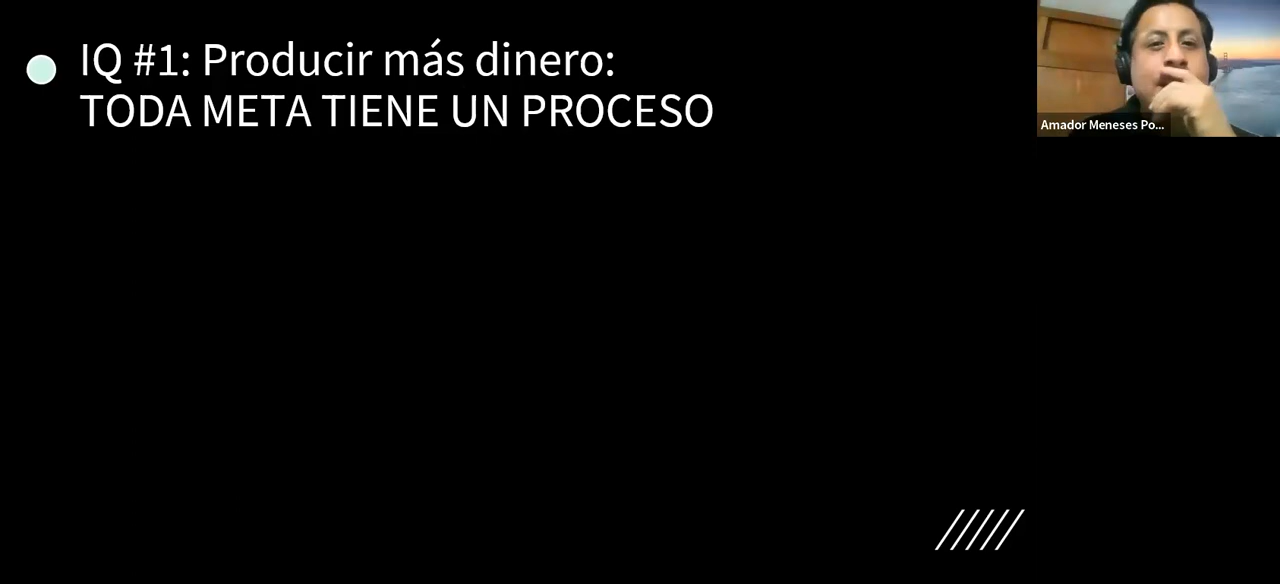 IQ #1: Producir más dinero:
TODA META TIENE UN PROCESO
Amador Meneses Po...